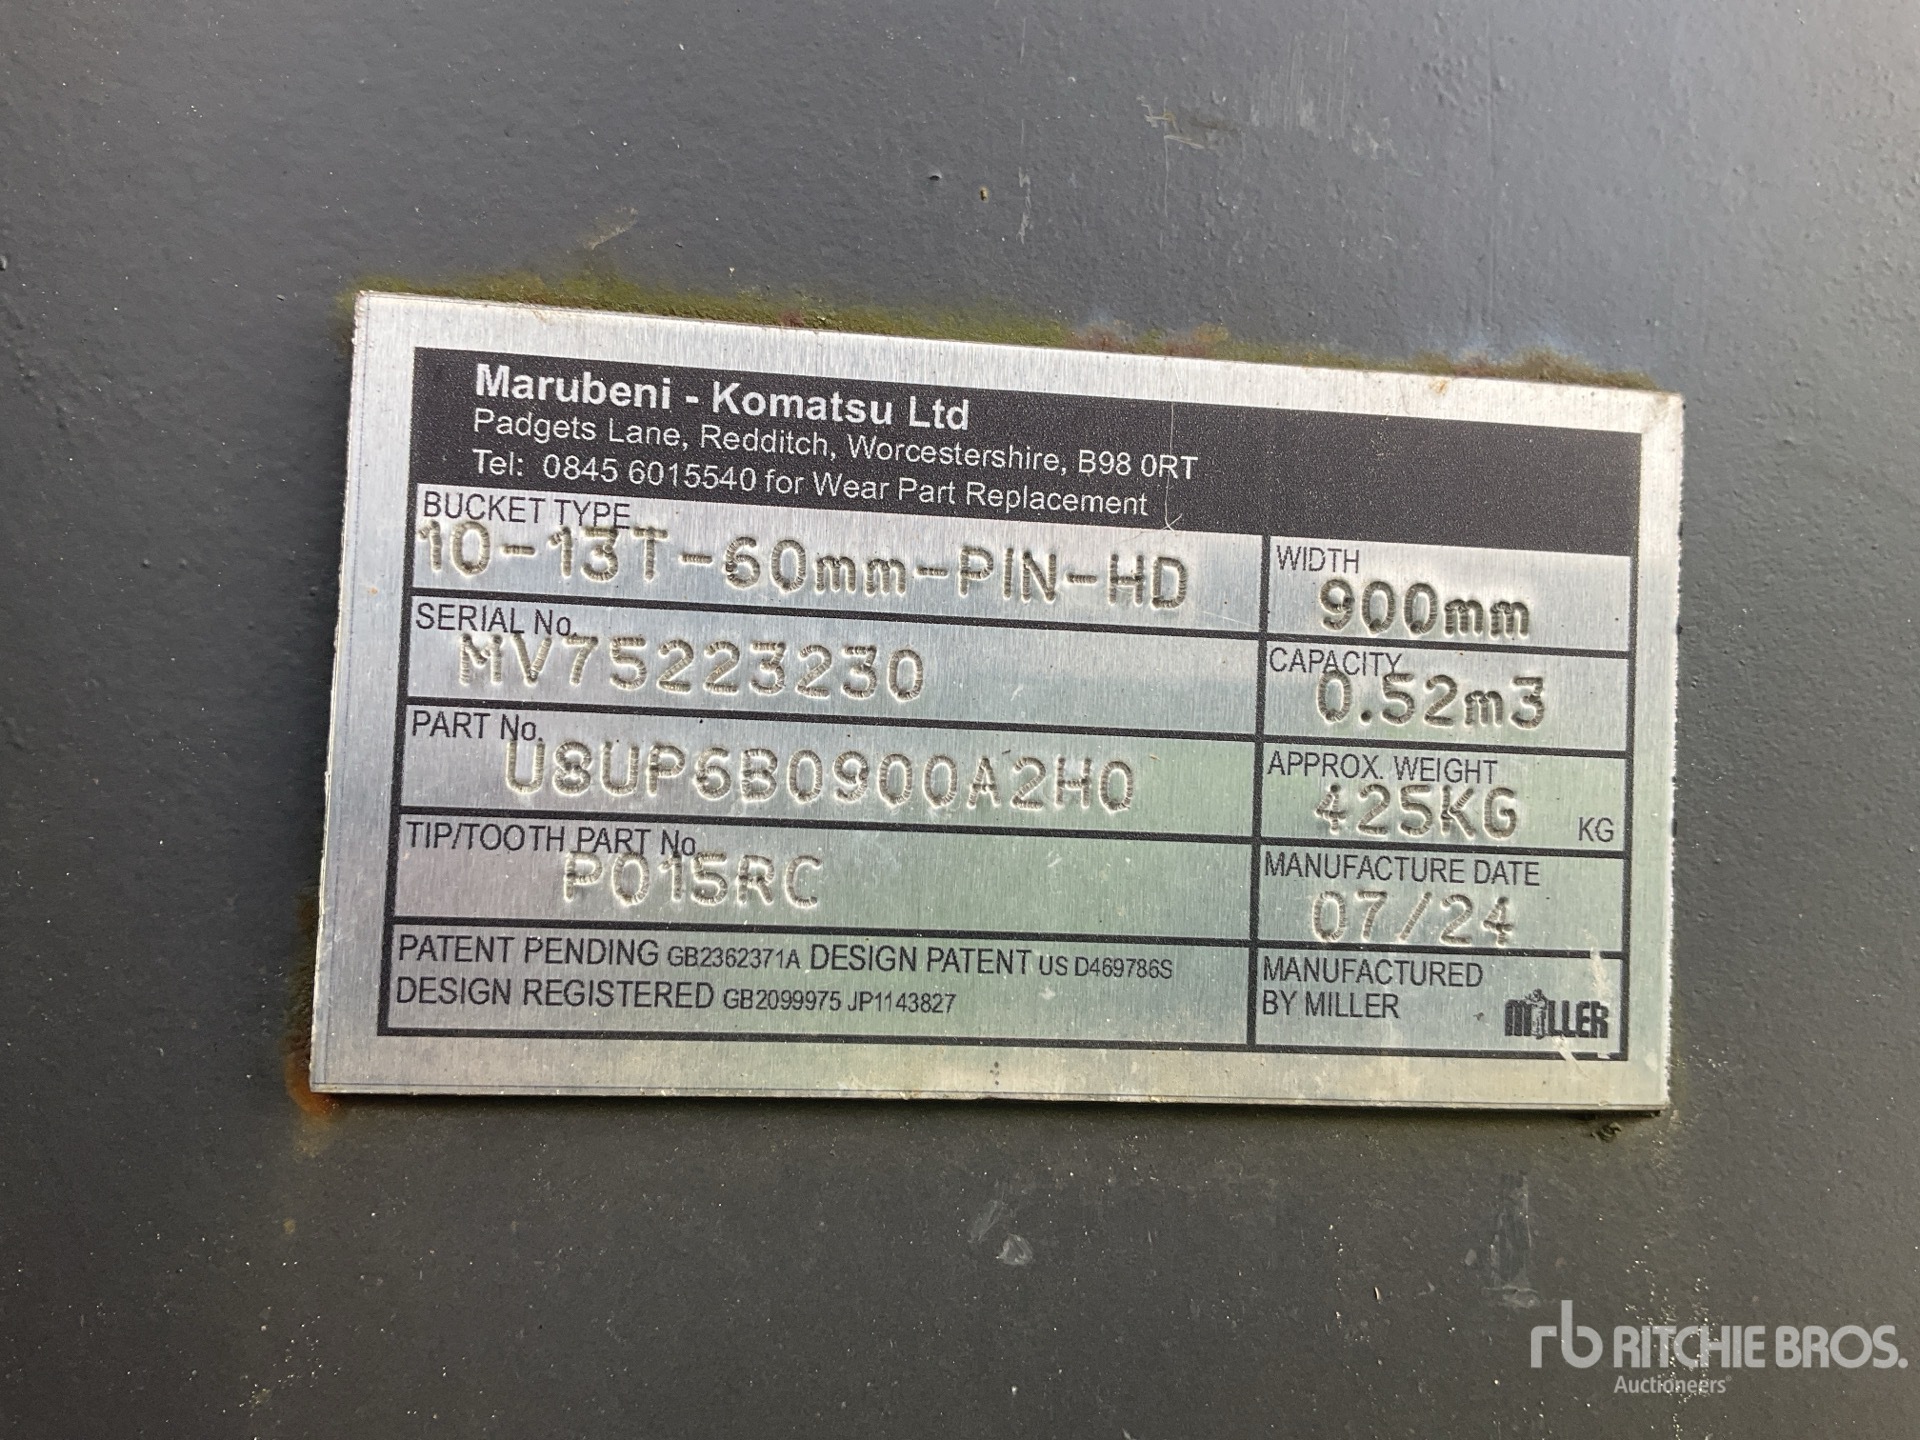 Marubeni - Komatsu Ltd
Padgets Lane, Redditch, Worcestershire, B98 0RT
Tel: 0845 6015540 for Wear Part Replacement
BUCKET TYPE
10-13T-60mm-PIN-HD
WIDTH
900mm
SERIAL No.
MV75223230
CAPACITY
0.52m3
PART No.
U8UP6B0900A2H0
APPROX. WEIGHT
425KG KG
TIP/TOOTH PART No.
P015RC
MANUFACTURE DATE
07/24
PATENT PENDING GB2362371A DESIGN PATENT US D469786S
DESIGN REGISTERED GB2099975 JP1143827
MANUFACTURED
BY MILLER
MILLER
rb RITCHIE BROS.
Auctioneers